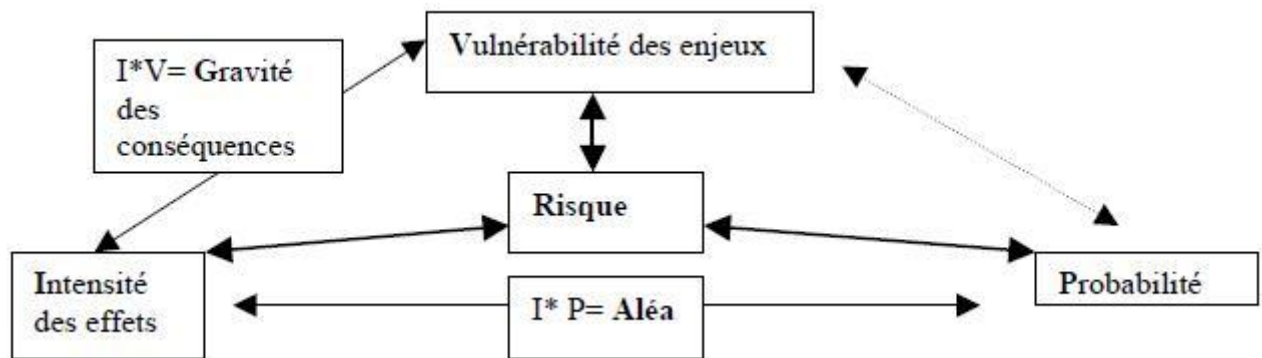 Vulnérabilité des enjeux
I*V= Gravité
des
conséquences
Risque
Intensité
des effets
I* P= Aléa
Probabilité